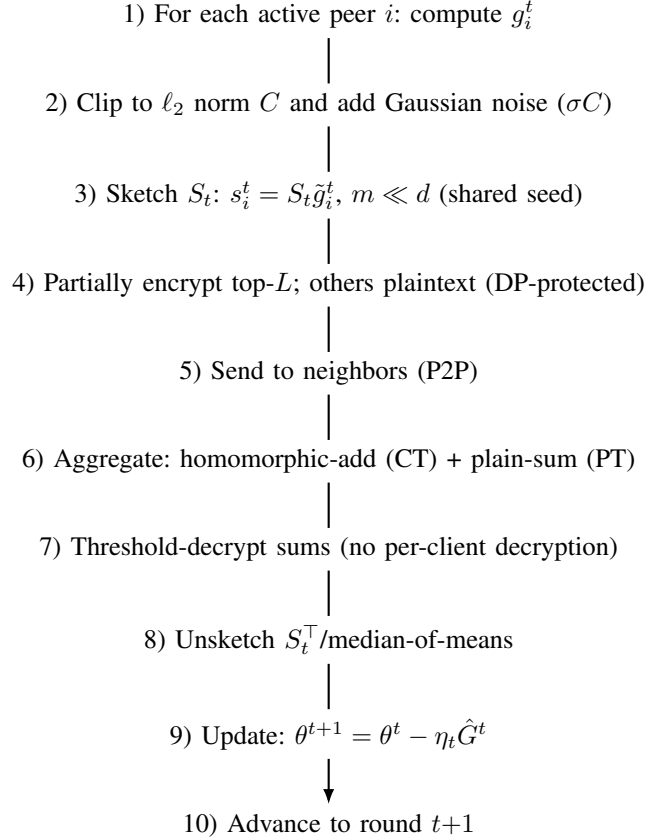 1) For each active peer i: compute g_i^t
2) Clip to ℓ₂ norm C and add Gaussian noise (σC)
3) Sketch S_t: s_i^t = S_t g̃_i^t, m ≪ d (shared seed)
4) Partially encrypt top-L; others plaintext (DP-protected)
5) Send to neighbors (P2P)
6) Aggregate: homomorphic-add (CT) + plain-sum (PT)
7) Threshold-decrypt sums (no per-client decryption)
8) Unsketch S_t^⊤/median-of-means
9) Update: θ^{t+1} = θ^t − η_t Ĝ^t
10) Advance to round t+1